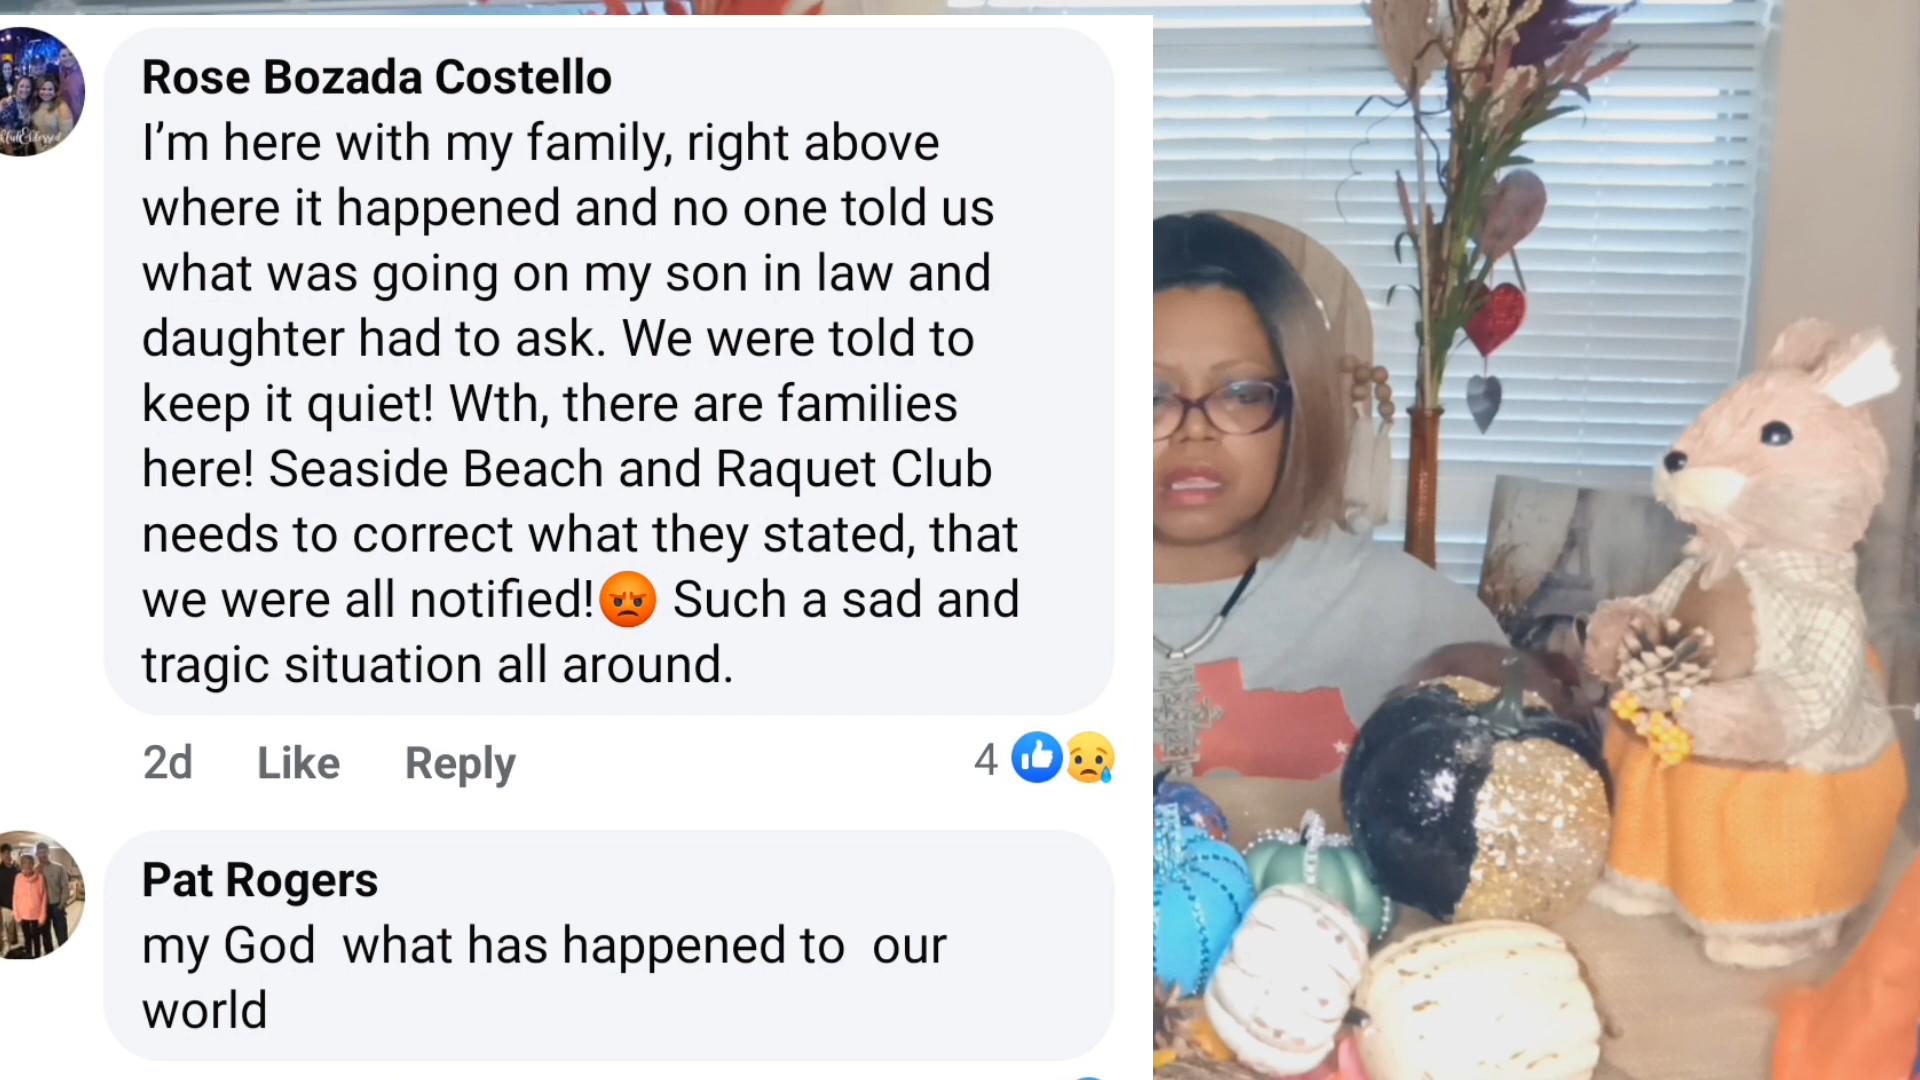 Rose Bozada Costello
I’m here with my family, right above
where it happened and no one told us
what was going on my son in law and
daughter had to ask. We were told to
keep it quiet! Wth, there are families
here! Seaside Beach and Raquet Club
needs to correct what they stated, that
we were all notified!😡 Such a sad and
tragic situation all around.
2d Like Reply 4
Pat Rogers
my God  what has happened to  our
world